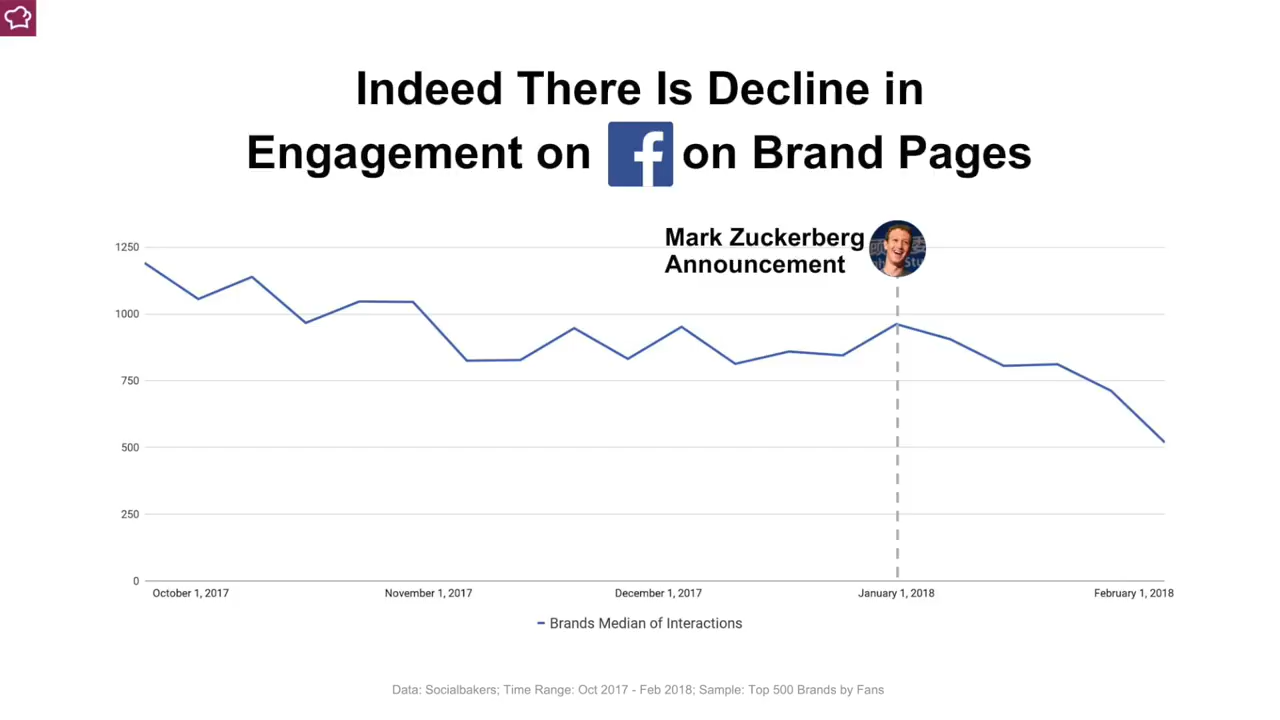 Indeed There Is Decline in
Engagement on f on Brand Pages
Mark Zuckerberg
Announcement
1250
1000
750
500
250
0
October 1, 2017 November 1, 2017 December 1, 2017 January 1, 2018 February 1, 2018
Brands Median of Interactions
Data: Socialbakers; Time Range: Oct 2017 - Feb 2018; Sample: Top 500 Brands by Fans